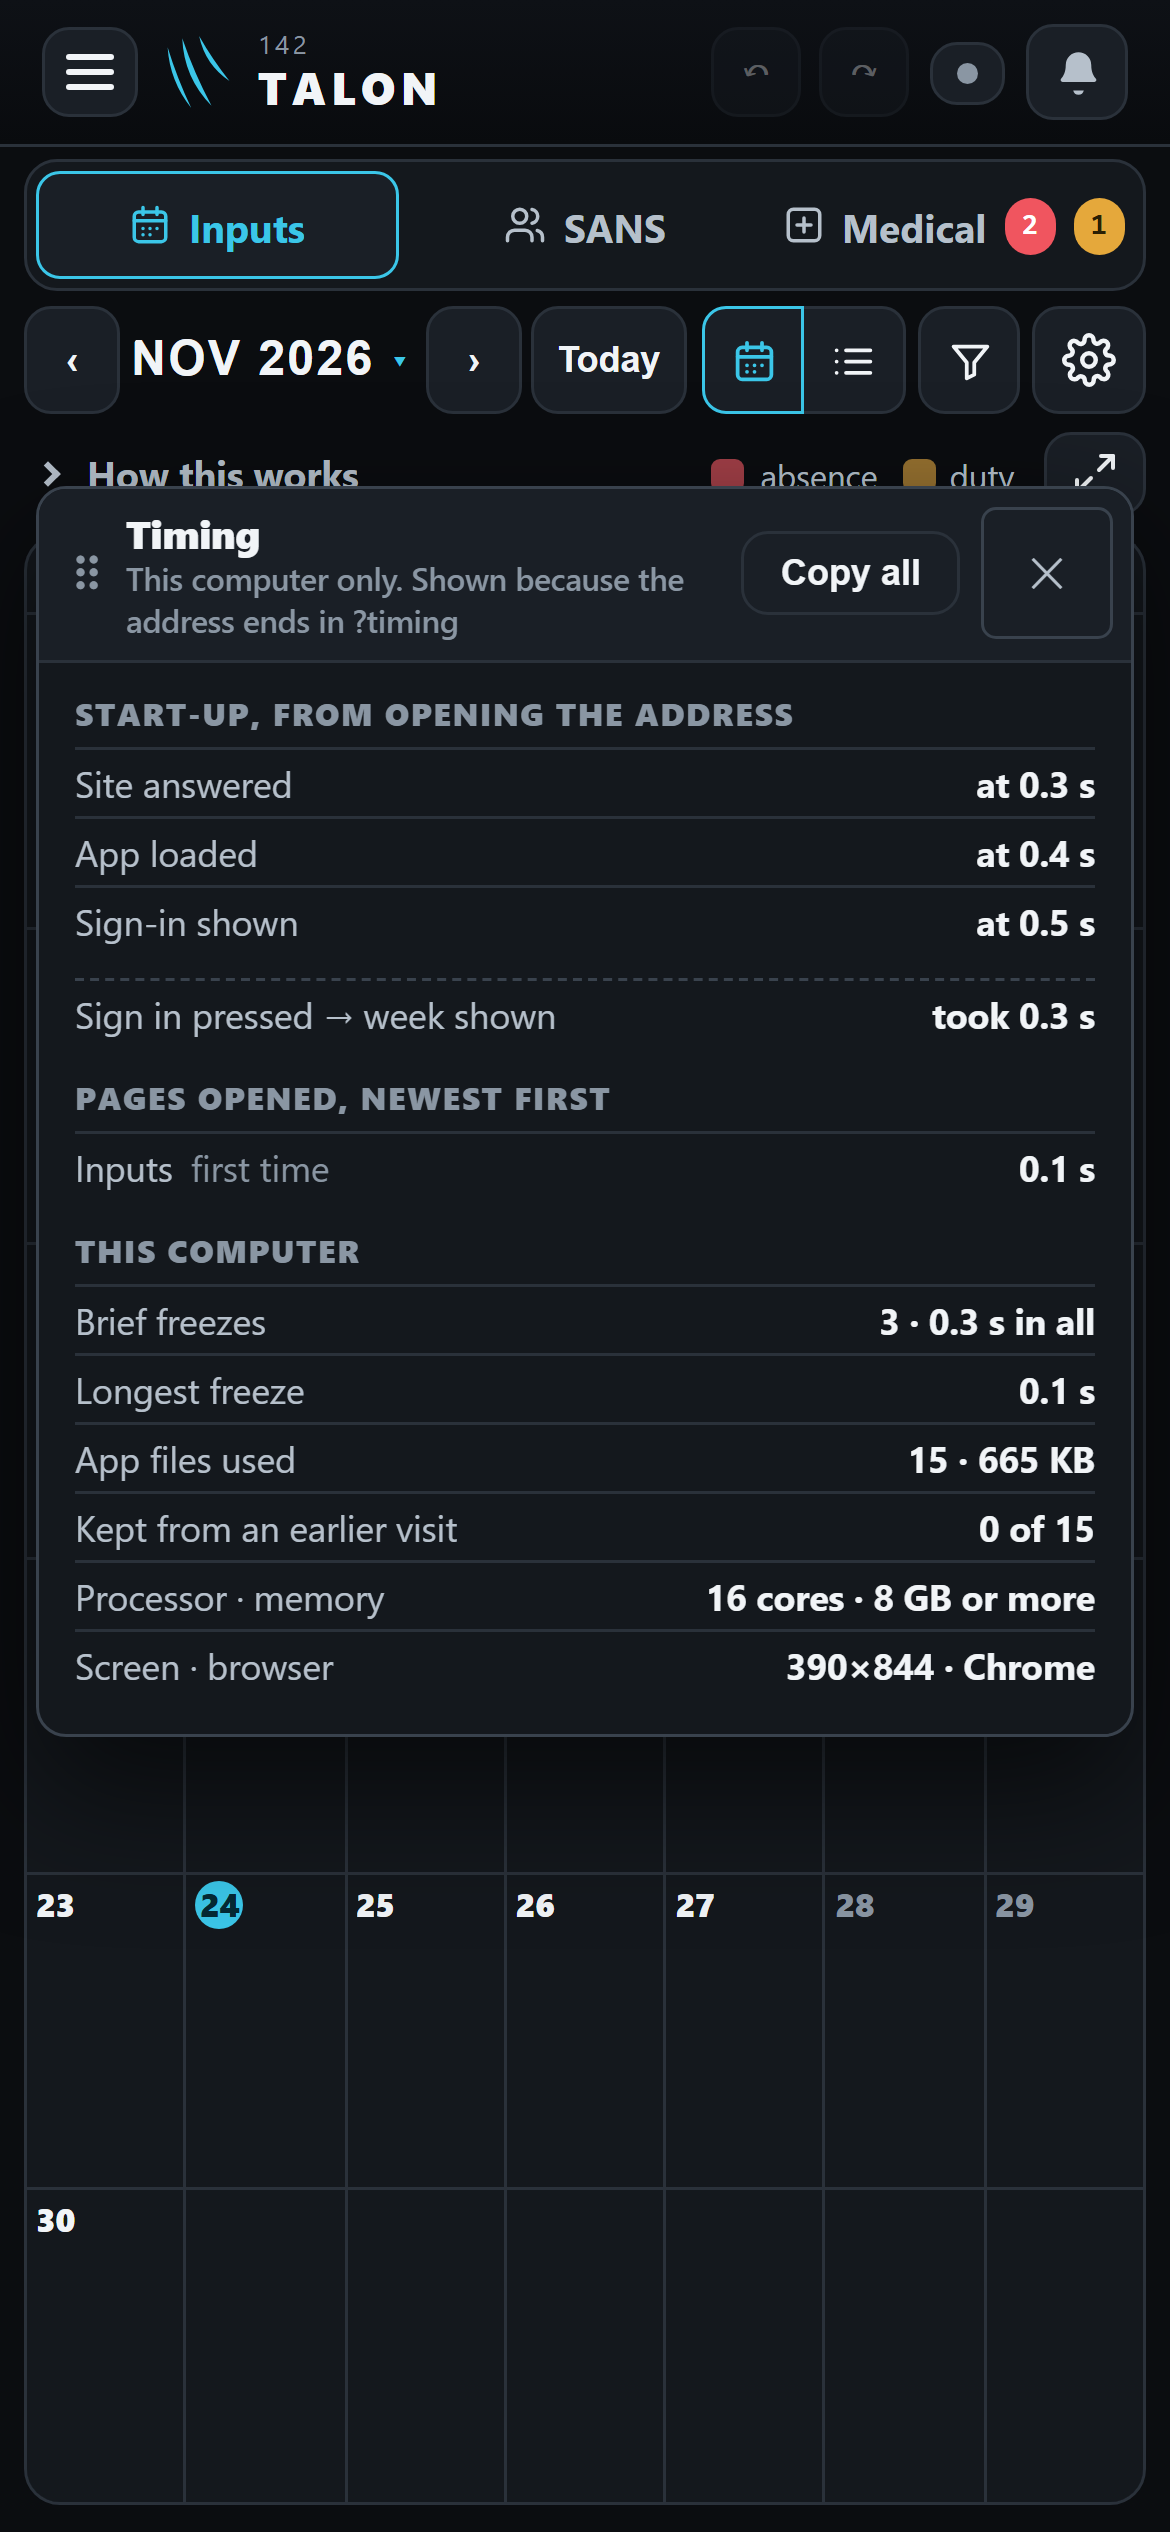 142
TALON
Inputs
SANS
Medical 2 1
‹ NOV 2026 ▾ › Today
How this works
absence duty
Timing
This computer only. Shown because the
address ends in ?timing
Copy all
START-UP, FROM OPENING THE ADDRESS
Site answered at 0.3 s
App loaded at 0.4 s
Sign-in shown at 0.5 s
Sign in pressed → week shown took 0.3 s
PAGES OPENED, NEWEST FIRST
Inputs first time 0.1 s
THIS COMPUTER
Brief freezes 3 · 0.3 s in all
Longest freeze 0.1 s
App files used 15 · 665 KB
Kept from an earlier visit 0 of 15
Processor · memory 16 cores · 8 GB or more
Screen · browser 390×844 · Chrome
23 24 25 26 27 28 29
30